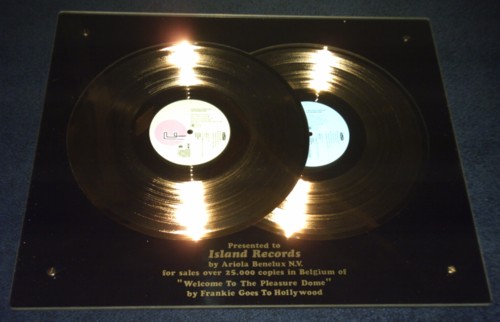 Presented to
Island Records
by Ariola Benelux N.V.
for sales over 25.000 copies in Belgium of
"Welcome To The Pleasure Dome"
by Frankie Goes To Hollywood